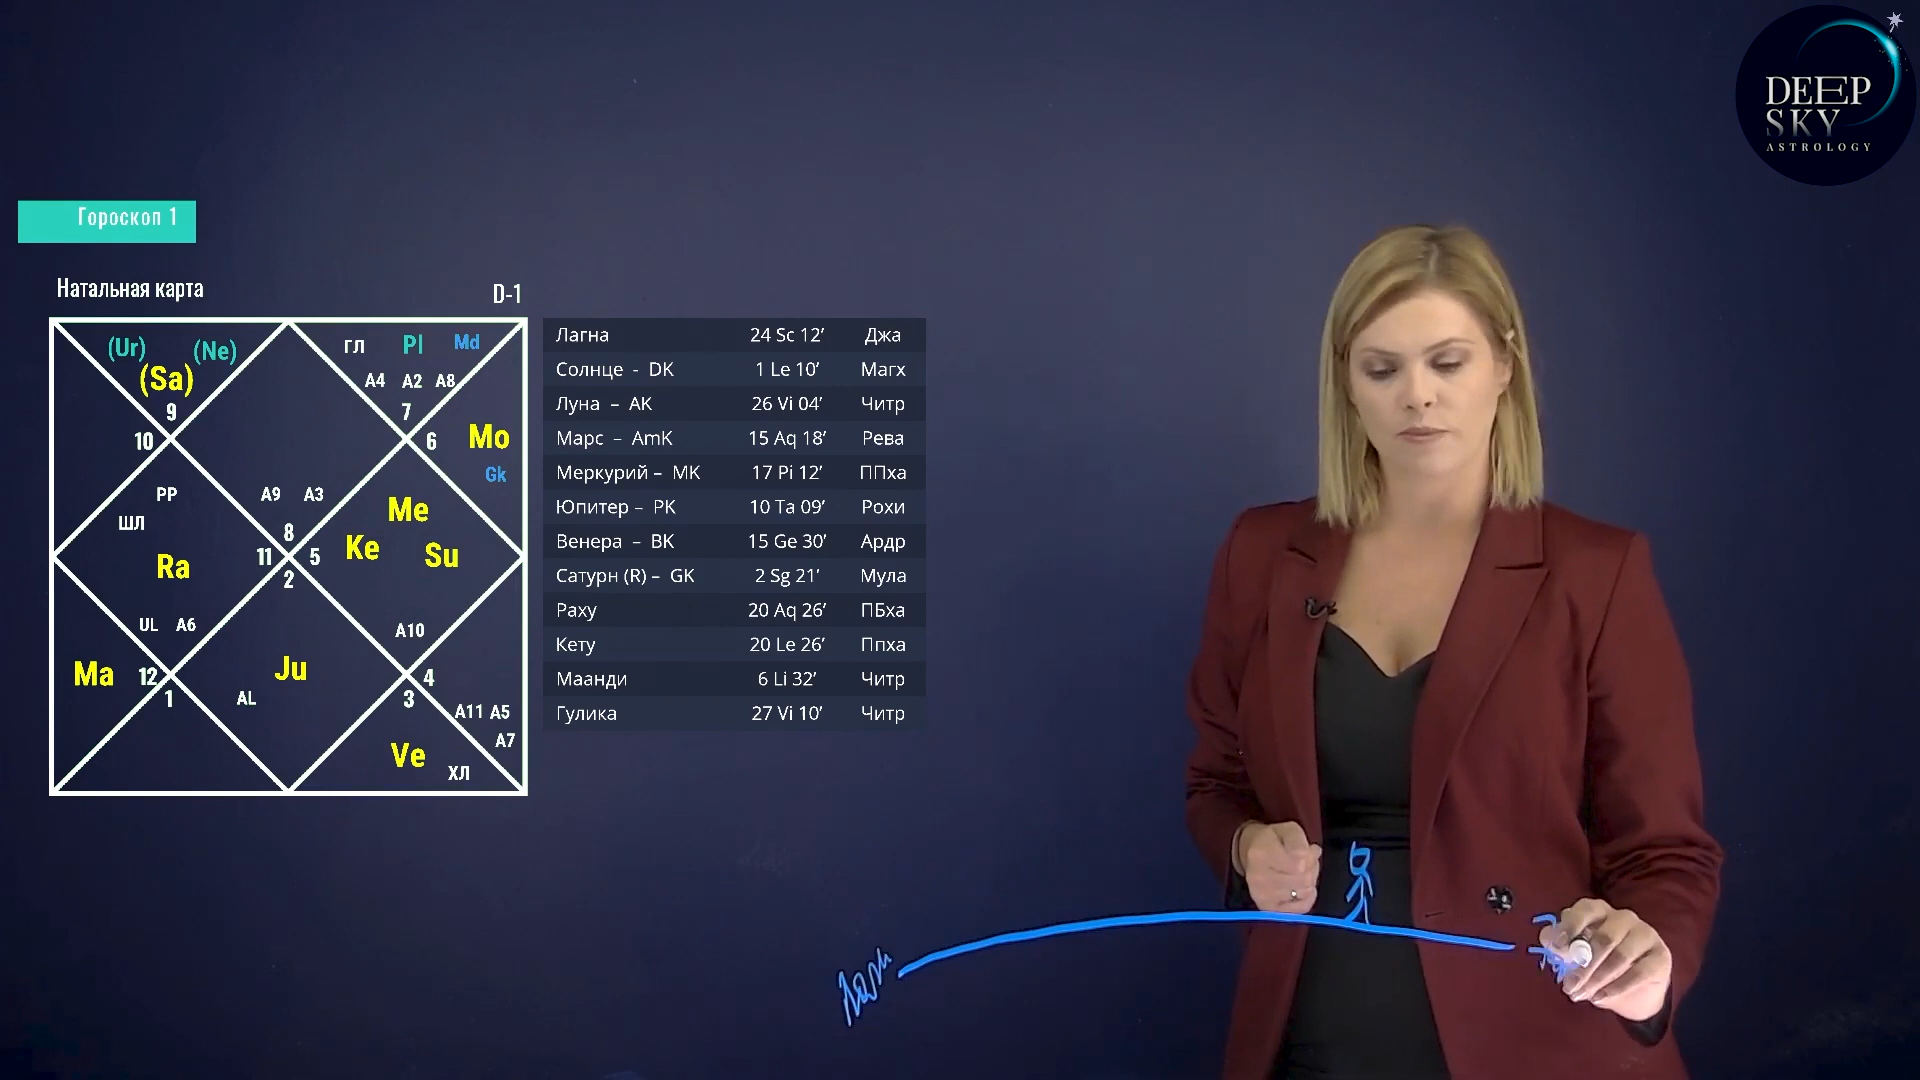 DEEP
SKY
ASTROLOGY
Гороскоп 1
Натальная карта
D-1
(Ur) (Ne)
(Sa)
9
10
ГЛ Pl Md
A4 A2 A8
7
6 Mo
Gk
РР
ШЛ
Ra
11
A9 A3
8
5
2
Me
Ke Su
UL A6
Ma 12
1
Ju
AL
A10
4
3
A11 A5
A7
Ve
ХЛ
Лагна 24 Sc 12’ Джа
Солнце - DK 1 Le 10’ Магх
Луна – AK 26 Vi 04’ Читр
Марс – AmK 15 Aq 18’ Рева
Меркурий – MK 17 Pi 12’ ППха
Юпитер – PK 10 Ta 09’ Рохи
Венера – BK 15 Ge 30’ Ардр
Сатурн (R) – GK 2 Sg 21’ Мула
Раху 20 Aq 26’ ПБха
Кету 20 Le 26’ Ппха
Маанди 6 Li 32’ Читр
Гулика 27 Vi 10’ Читр